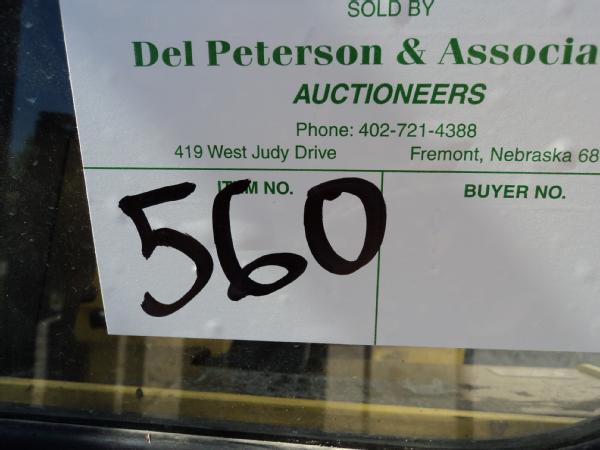 SOLD BY
Del Peterson & Associa
AUCTIONEERS
Phone: 402-721-4388
419 West Judy Drive Fremont, Nebraska 68
ITEM NO. BUYER NO.
560